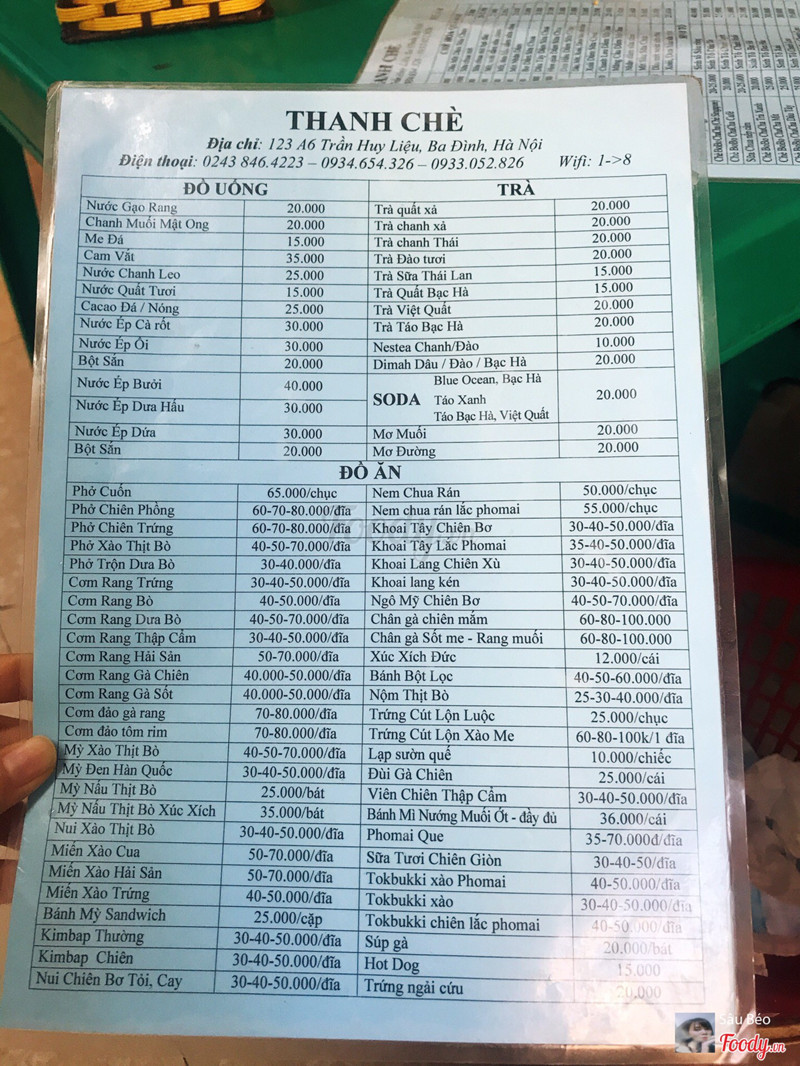 THANH CHÈ
Địa chỉ: 123 A6 Trần Huy Liệu, Ba Đình, Hà Nội
Điện thoại: 0243 846.4223 – 0934.654.326 – 0933.052.826 Wifi: 1->8
ĐỒ UỐNG TRÀ
Nước Gạo Rang 20.000 Trà quất xả 20.000
Chanh Muối Mật Ong 20.000 Trà chanh xả 20.000
Me Đá 15.000 Trà chanh Thái 20.000
Cam Vắt 35.000 Trà Đào tươi 20.000
Nước Chanh Leo 25.000 Trà Sữa Thái Lan 15.000
Nước Quất Tươi 15.000 Trà Quất Bạc Hà 15.000
Cacao Đá / Nóng 25.000 Trà Việt Quất 20.000
Nước Ép Cà rốt 30.000 Trà Táo Bạc Hà 20.000
Nước Ép Ổi 30.000 Nestea Chanh/Đào 10.000
Bột Sắn 20.000 Dimah Dâu / Đào / Bạc Hà 20.000
Nước Ép Bưởi 40.000 SODA Blue Ocean, Bạc Hà 20.000
Nước Ép Dưa Hấu 30.000 Táo Xanh
Táo Bạc Hà, Việt Quất
Nước Ép Dứa 30.000 Mơ Muối 20.000
Bột Sắn 20.000 Mơ Đường 20.000
ĐỒ ĂN
Phở Cuốn 65.000/chục Nem Chua Rán 50.000/chục
Phở Chiên Phồng 60-70-80.000/đĩa Nem chua rán lắc phomai 55.000/chục
Phở Chiên Trứng 60-70-80.000/đĩa Khoai Tây Chiên Bơ 30-40-50.000/đĩa
Phở Xào Thịt Bò 40-50-70.000/đĩa Khoai Tây Lắc Phomai 35-40-50.000/đĩa
Phở Trộn Dưa Bò 30-40.000/đĩa Khoai Lang Chiên Xù 30-40-50.000/đĩa
Cơm Rang Trứng 30-40-50.000/đĩa Khoai lang kén 30-40-50.000/đĩa
Cơm Rang Bò 40-50.000/đĩa Ngô Mỹ Chiên Bơ 40-50-70.000/đĩa
Cơm Rang Dưa Bò 40-50-70.000/đĩa Chân gà chiên mắm 60-80-100.000
Cơm Rang Thập Cẩm 30-40-50.000/đĩa Chân gà Sốt me - Rang muối 60-80-100.000
Cơm Rang Hải Sản 50-70.000/đĩa Xúc Xích Đức 12.000/cái
Cơm Rang Gà Chiên 40.000-50.000/đĩa Bánh Bột Lọc 40-50-60.000/đĩa
Cơm Rang Gà Sốt 40.000-50.000/đĩa Nộm Thịt Bò 25-30-40.000/đĩa
Cơm đảo gà rang 70-80.000/đĩa Trứng Cút Lộn Luộc 25.000/chục
Cơm đảo tôm rim 70-80.000/đĩa Trứng Cút Lộn Xào Me 60-80-100k/1 đĩa
Mỳ Xào Thịt Bò 40-50-70.000/đĩa Lạp sườn quế 10.000/chiếc
Mỳ Đen Hàn Quốc 30-40-50.000/đĩa Đùi Gà Chiên 25.000/cái
Mỳ Nấu Thịt Bò 25.000/bát Viên Chiên Thập Cẩm 30-40-50.000/đĩa
Mỳ Nấu Thịt Bò Xúc Xích 35.000/bát Bánh Mì Nướng Muối Ớt - đầy đủ 36.000/cái
Nui Xào Thịt Bò 30-40-50.000/đĩa Phomai Que 35-70.000đ/đĩa
Miến Xào Cua 50-70.000/đĩa Sữa Tươi Chiên Giòn 30-40-50/đĩa
Miến Xào Hải Sản 50-70.000/đĩa Tokbukki xào Phomai 40-50.000/đĩa
Miến Xào Trứng 40-50.000/đĩa Tokbukki xào 30-40-50.000/đĩa
Bánh Mỳ Sandwich 25.000/cặp Tokbukki chiên lắc phomai 40-50.000/đĩa
Kimbap Thường 30-40-50.000/đĩa Súp gà 20.000/bát
Kimbap Chiên 30-40-50.000/đĩa Hot Dog 15.000
Nui Chiên Bơ Tỏi, Cay 30-40-50.000/đĩa Trứng ngải cứu 20.000
Sâu Béo
Foody.vn